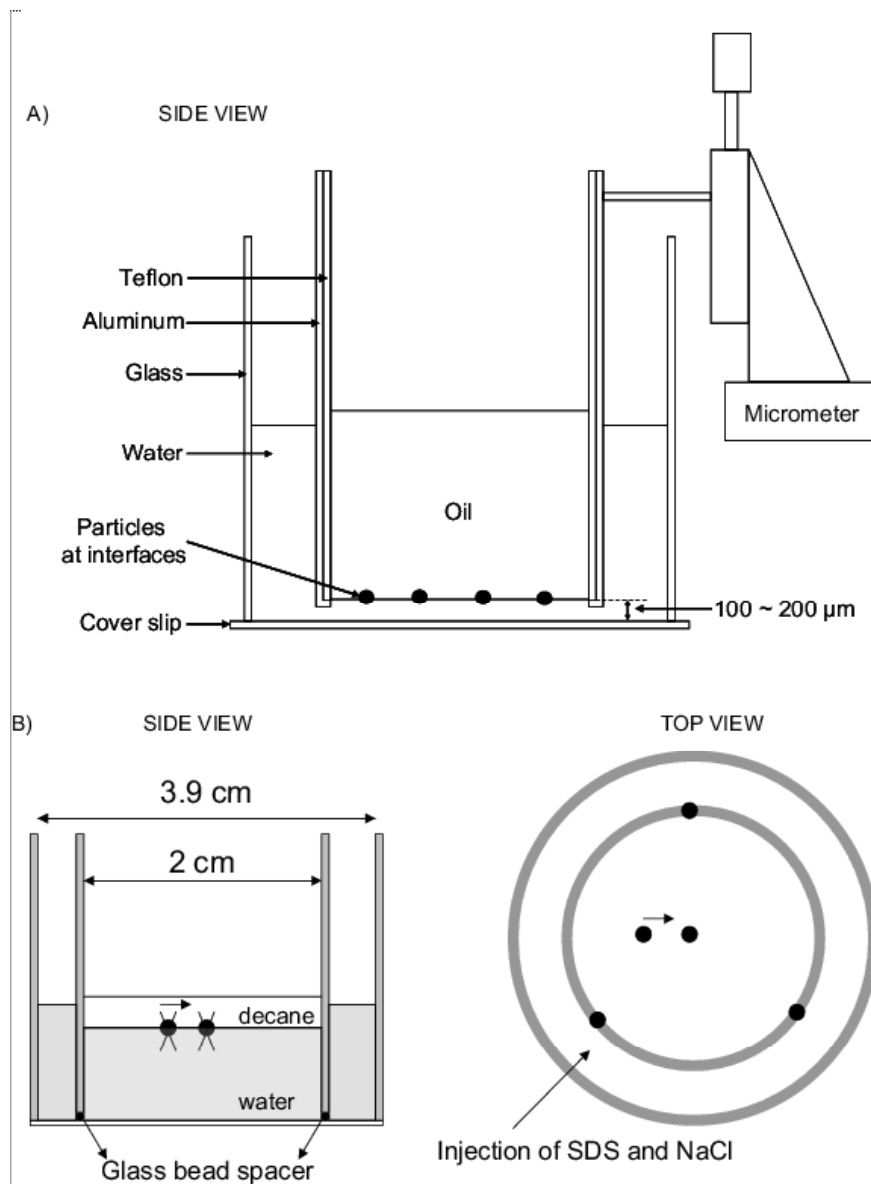 A)
SIDE VIEW
Teflon
Aluminum
Glass
Micrometer
Water
Oil
Particles
at interfaces
100 ~ 200 µm
Cover slip
B)
SIDE VIEW
TOP VIEW
3.9 cm
2 cm
decane
water
Injection of SDS and NaCl
Glass bead spacer